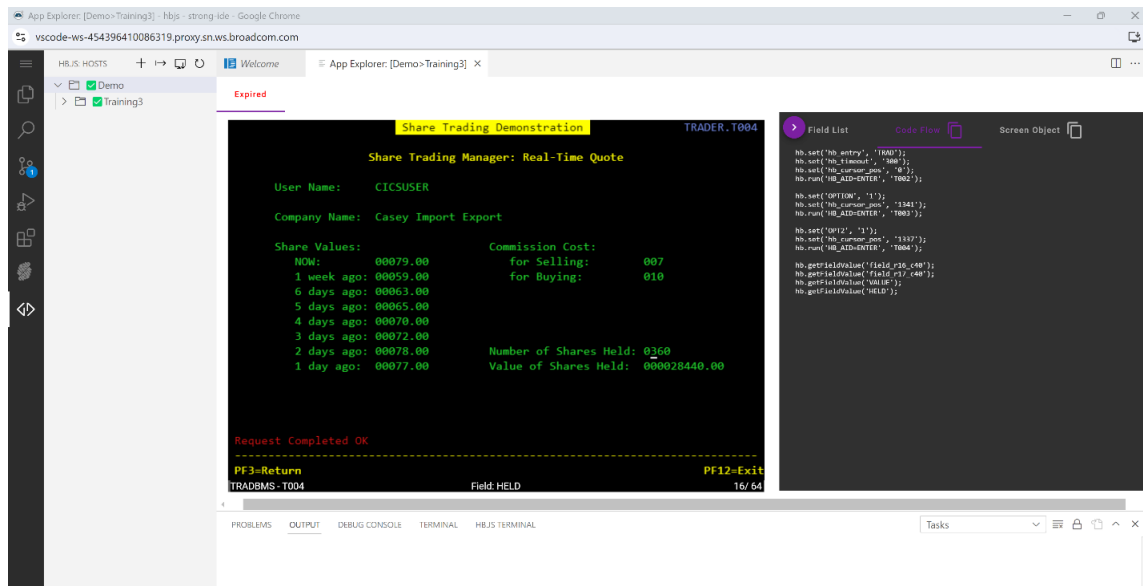 App Explorer: [Demo>Training3] - hbjs - strong-ide - Google Chrome
vscode-ws-454396410086319.proxy.sn.ws.broadcom.com
HBJS: HOSTS
Welcome
App Explorer: [Demo>Training3]
Demo
Training3
1
Expired
Share Trading Demonstration TRADER.T004
Share Trading Manager: Real-Time Quote
User Name: CICSUSER
Company Name: Casey Import Export
Share Values: Commission Cost:
NOW: 00079.00 for Selling: 007
1 week ago: 00059.00 for Buying: 010
6 days ago: 00063.00
5 days ago: 00065.00
4 days ago: 00070.00
3 days ago: 00072.00
2 days ago: 00078.00 Number of Shares Held: 0360
1 day ago: 00077.00 Value of Shares Held: 000028440.00
Request Completed OK
PF3=Return PF12=Exit
TRADBMS - T004 Field: HELD 16/ 64
Field List Code Flow Screen Object
hb.set('hb_entry', 'TRAD');
hb.set('hb_timeout', '300');
hb.set('hb_cursor_pos', '0');
hb.run('HB_AID=ENTER', 'T002');
hb.set('OPTION', '1');
hb.set('hb_cursor_pos', '1341');
hb.run('HB_AID=ENTER', 'T003');
hb.set('OPT2', '1');
hb.set('hb_cursor_pos', '1337');
hb.run('HB_AID=ENTER', 'T004');
hb.getFieldValue('field_r16_c40');
hb.getFieldValue('field_r17_c40');
hb.getFieldValue('VALUE');
hb.getFieldValue('HELD');
PROBLEMS OUTPUT DEBUG CONSOLE TERMINAL HBJS TERMINAL Tasks